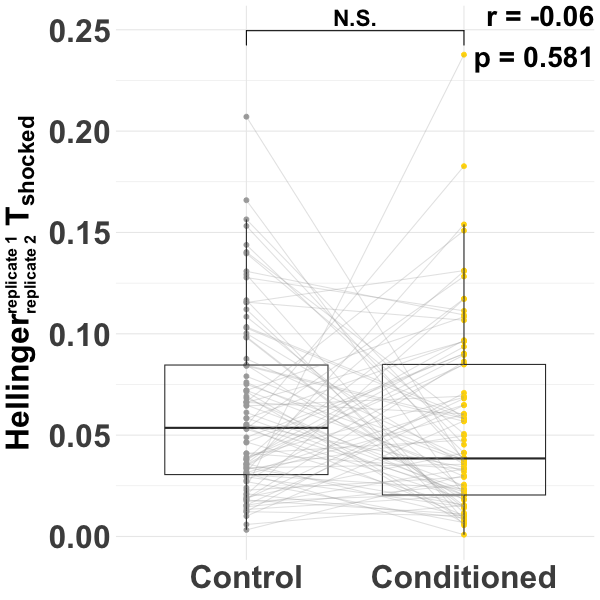 N.S.
r = -0.06
p = 0.581
0.25
0.20
0.15
0.10
0.05
0.00
Hellinger replicate 1 replicate 2 T shocked
Control Conditioned